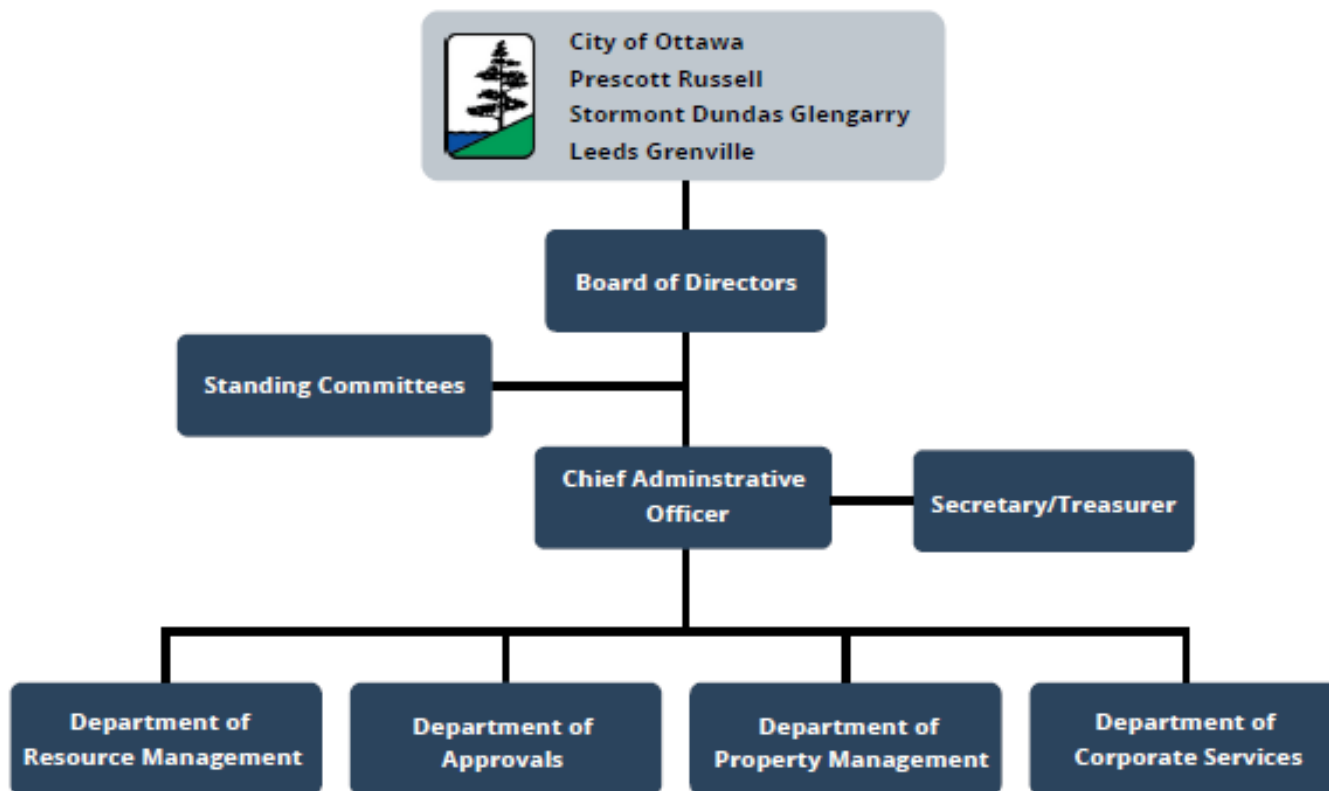 City of Ottawa
Prescott Russell
Stormont Dundas Glengarry
Leeds Grenville
Board of Directors
Standing Committees
Chief Adminstrative
Officer
Secretary/Treasurer
Department of
Resource Management
Department of
Approvals
Department of
Property Management
Department of
Corporate Services